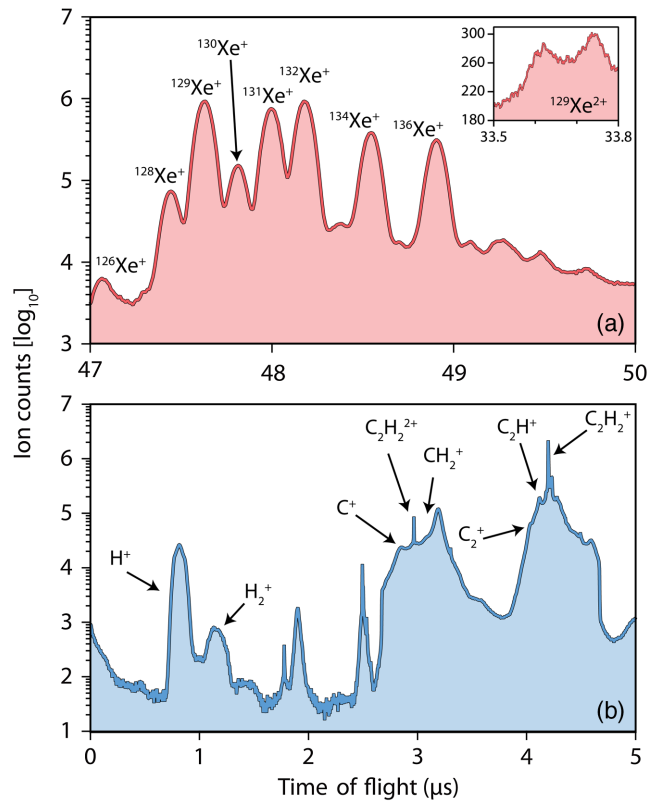 7
6
5
4
3
¹²⁶Xe⁺
¹²⁸Xe⁺
¹²⁹Xe⁺
¹³⁰Xe⁺
¹³¹Xe⁺
¹³²Xe⁺
¹³⁴Xe⁺
¹³⁶Xe⁺
300
260
220
180
¹²⁹Xe²⁺
33.5 33.8
(a)
47 48 49 50
Ion counts [log₁₀]
7
6
5
4
3
2
1
H⁺
H₂⁺
C⁺
C₂H₂²⁺
CH₂⁺
C₂⁺
C₂H⁺
C₂H₂⁺
(b)
0 1 2 3 4 5
Time of flight (μs)